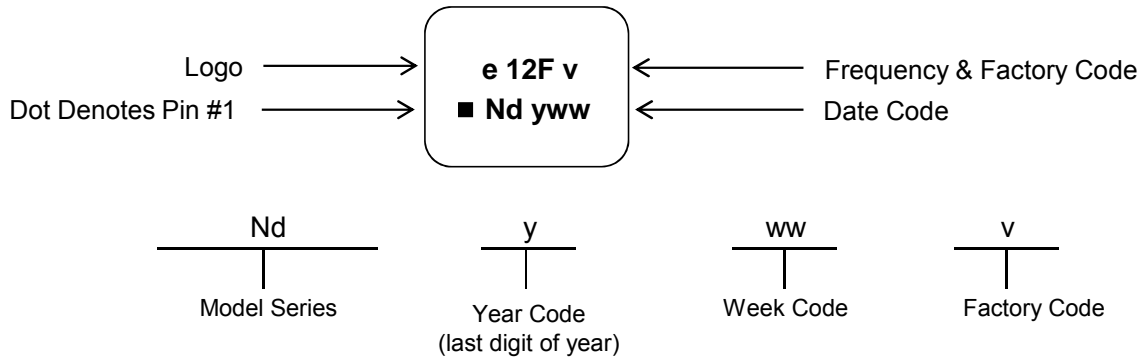 Logo
e 12F v
Frequency & Factory Code
Dot Denotes Pin #1
■ Nd yww
Date Code
Nd
y
ww
v
Model Series
Year Code
(last digit of year)
Week Code
Factory Code